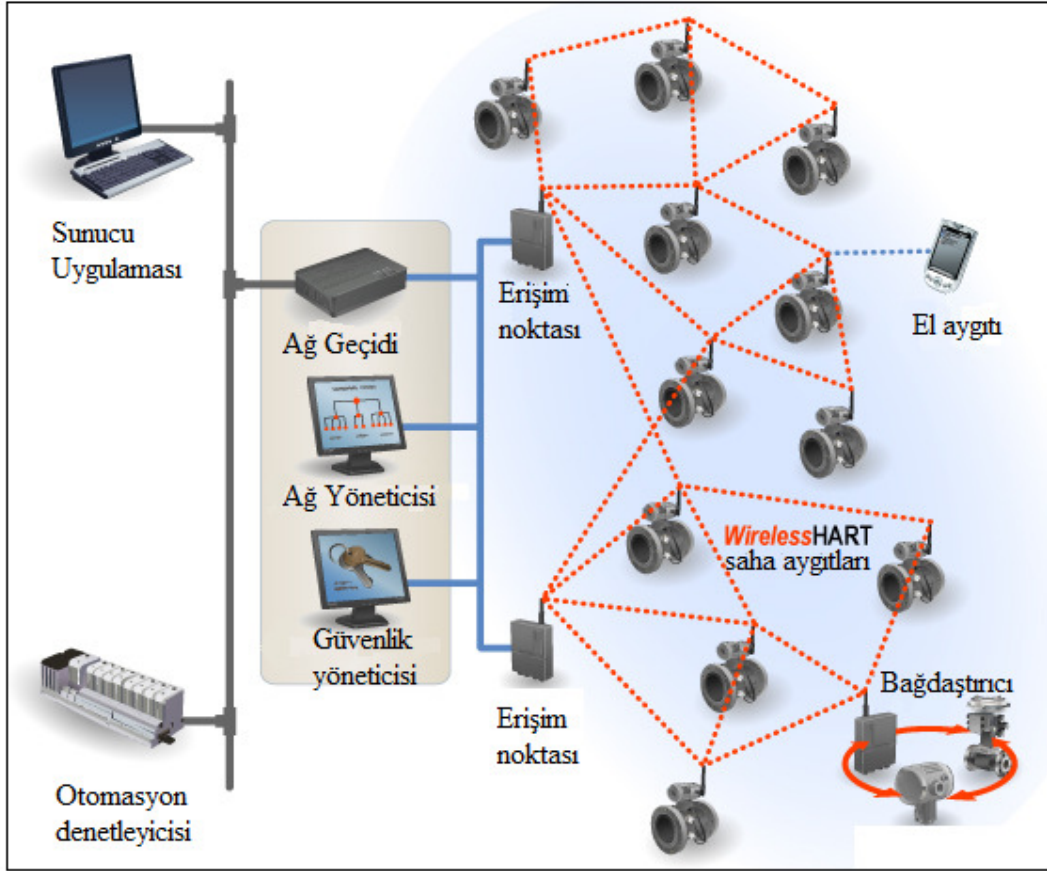 Sunucu
Uygulaması
Ağ Geçidi
Ağ Yöneticisi
Güvenlik
yöneticisi
Otomasyon
denetleyicisi
Erişim
noktası
Erişim
noktası
El aygıtı
WirelessHART
saha aygıtları
Bağdaştırıcı